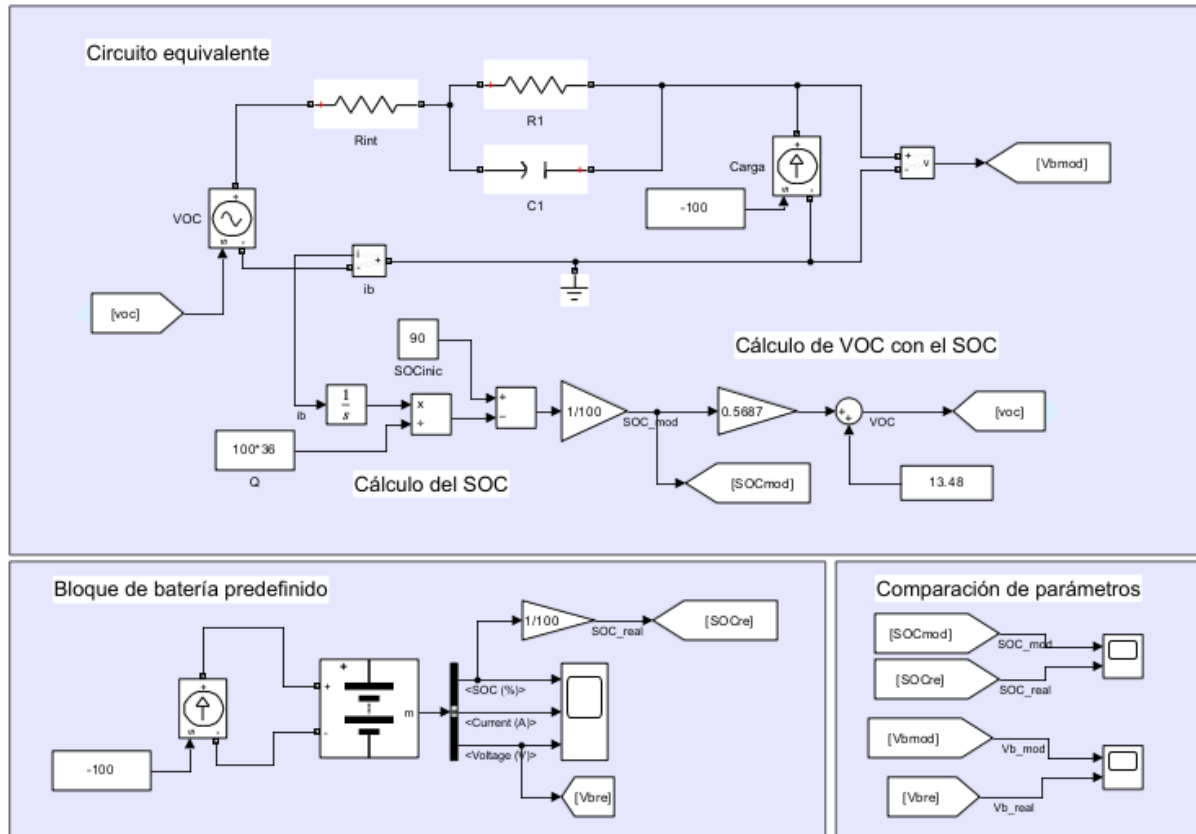 Circuito equivalente
Rint
R1
C1
Carga
-100
v
[Vbmod]
VOC
i
ib
[voc]
90
SOCinic
Cálculo de VOC con el SOC
ib
1
s
x
÷
1/100
SOC_mod
0.5687
VOC
[voc]
100*36
Q
Cálculo del SOC
[SOCmod]
13.48
Bloque de batería predefinido
1/100
SOC_real
[SOCre]
m
<SOC (%)>
<Current (A)>
<Voltage (V)>
-100
[Vbre]
Comparación de parámetros
[SOCmod]
SOC_mod
[SOCre]
SOC_real
[Vbmod]
Vb_mod
[Vbre]
Vb_real